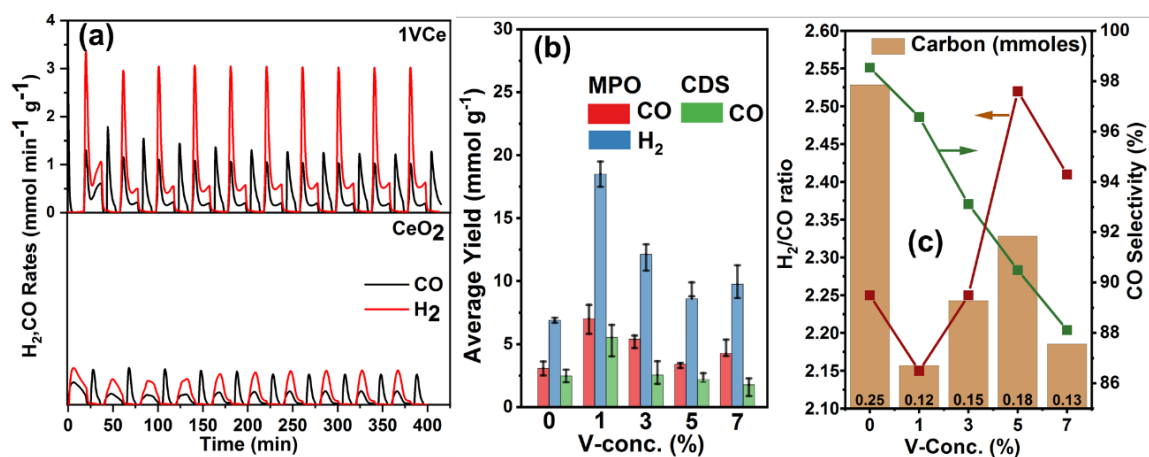 (a)
1VCe
4
3
2
1
0
CeO2
CO
H2
H2,CO Rates (mmol min⁻¹ g⁻¹)
0 50 100 150 200 250 300 350 400
Time (min)
(b)
MPO CDS
CO CO
H2
30
25
20
15
10
5
0
Average Yield (mmol g⁻¹)
0 1 3 5 7
V-conc. (%)
Carbon (mmoles)
(c)
2.60
2.55
2.50
2.45
2.40
2.35
2.30
2.25
2.20
2.15
2.10
H2/CO ratio
100
98
96
94
92
90
88
86
CO Selectivity (%)
0.25 0.12 0.15 0.18 0.13
0 1 3 5 7
V-Conc. (%)